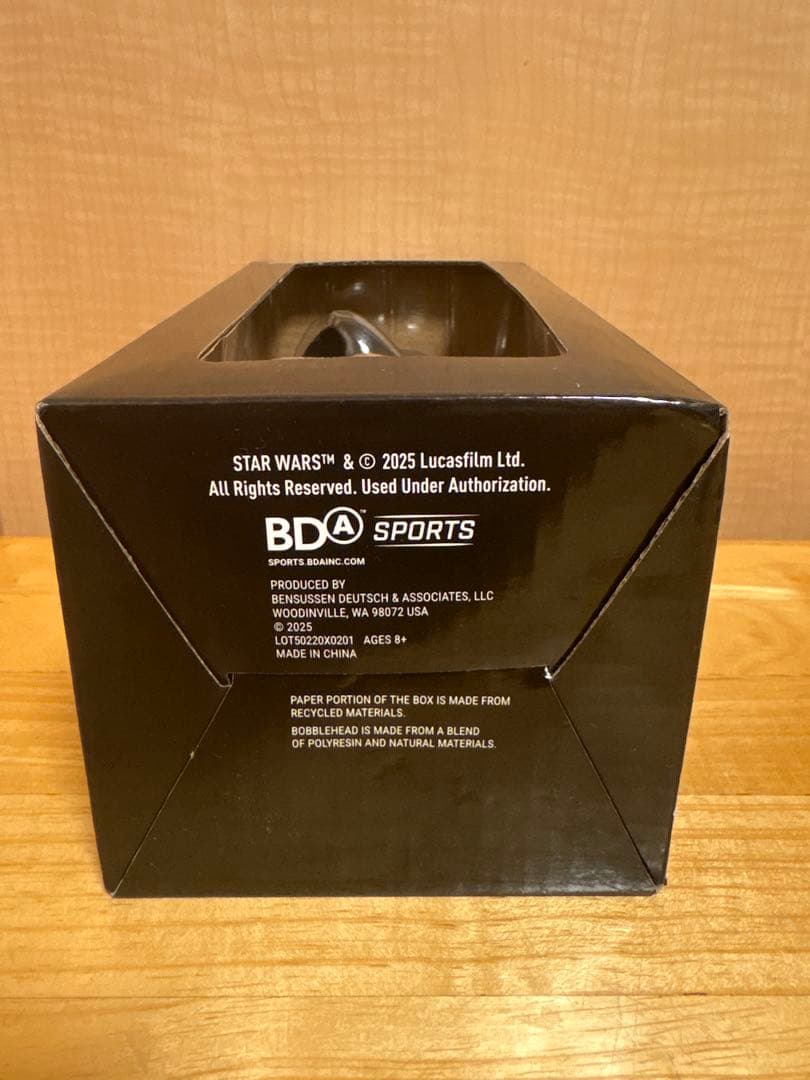 STAR WARS™ & © 2025 Lucasfilm Ltd.
All Rights Reserved. Used Under Authorization.
BDA™ SPORTS
SPORTS.BDAINC.COM
PRODUCED BY
BENSUSSEN DEUTSCH & ASSOCIATES, LLC
WOODINVILLE, WA 98072 USA
© 2025
LOT50220X0201 AGES 8+
MADE IN CHINA
PAPER PORTION OF THE BOX IS MADE FROM
RECYCLED MATERIALS.
BOBBLEHEAD IS MADE FROM A BLEND
OF POLYRESIN AND NATURAL MATERIALS.